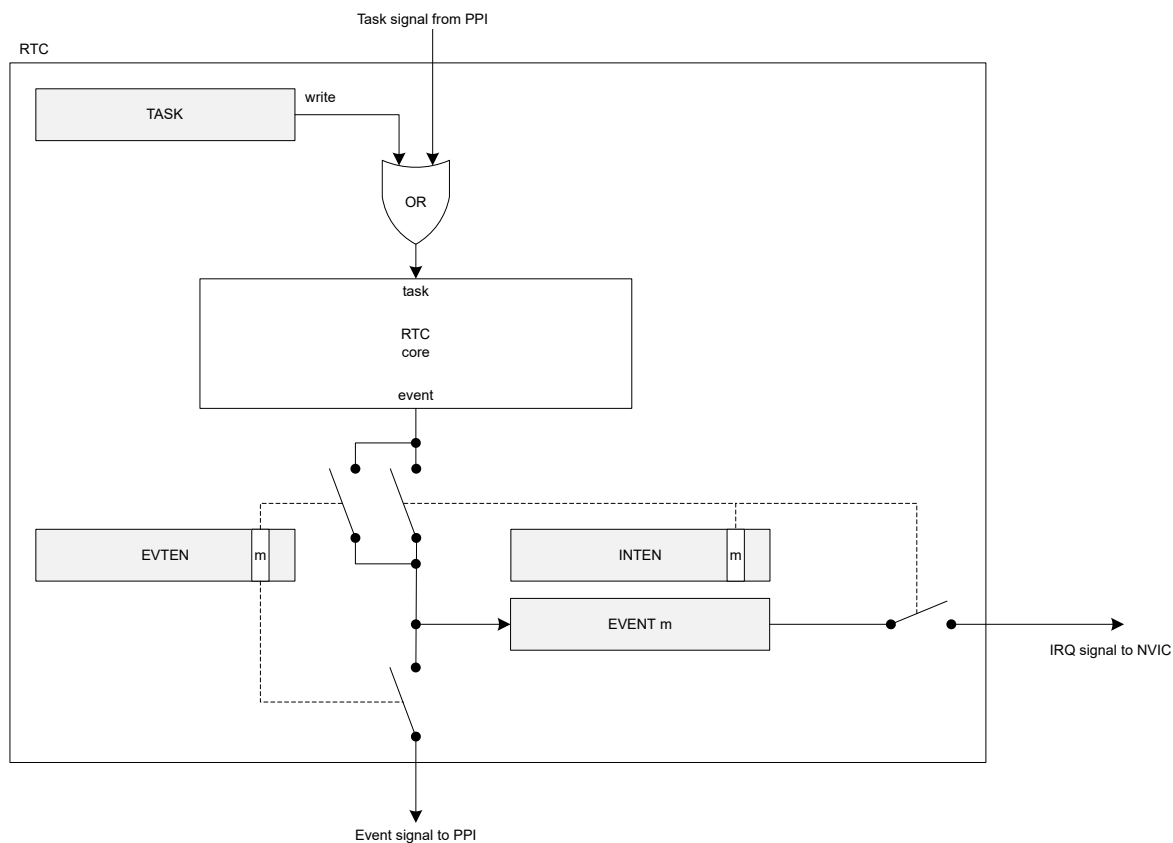 Task signal from PPI
RTC
write
TASK
OR
task
RTC
core
event
EVTEN
m
INTEN
m
EVENT m
IRQ signal to NVIC
Event signal to PPI